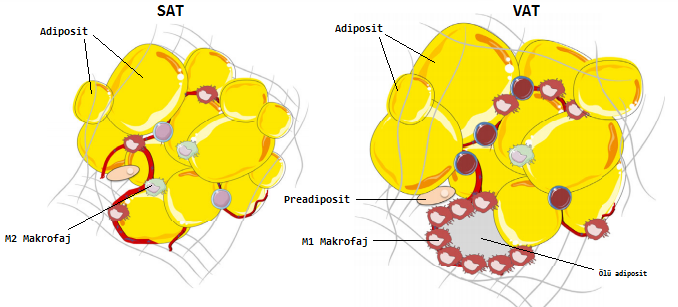 SAT
VAT
Adiposit
Adiposit
Preadiposit
M2 Makrofaj
M1 Makrofaj
Ölü adiposit